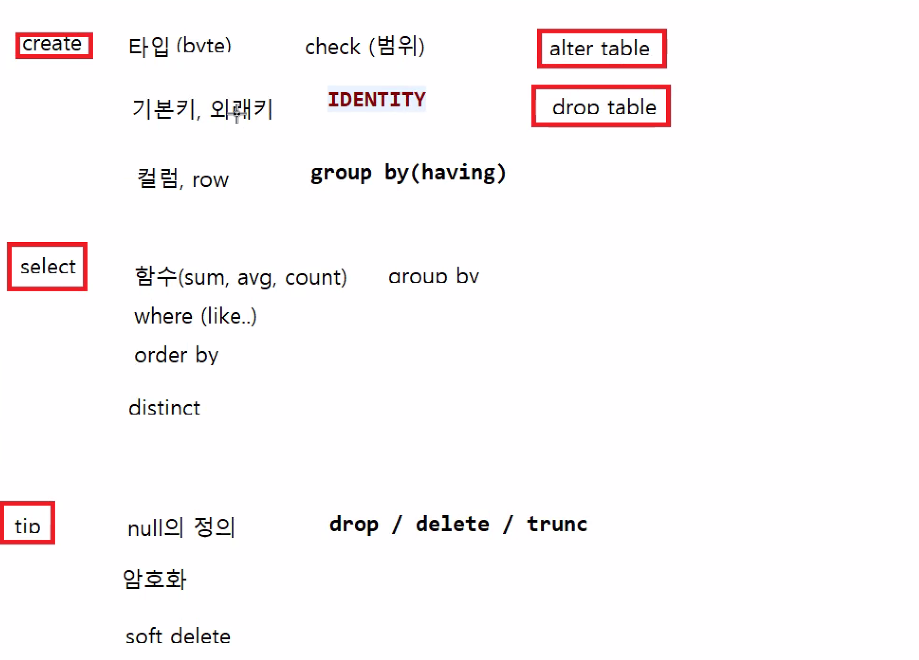 create 타입 (byte) check (범위) alter table
기본키, 외래키 IDENTITY drop table
컬럼, row group by(having)
select 함수(sum, avg, count) group by
where (like..)
order by
distinct
tip null의 정의 drop / delete / trunc
암호화
soft delete